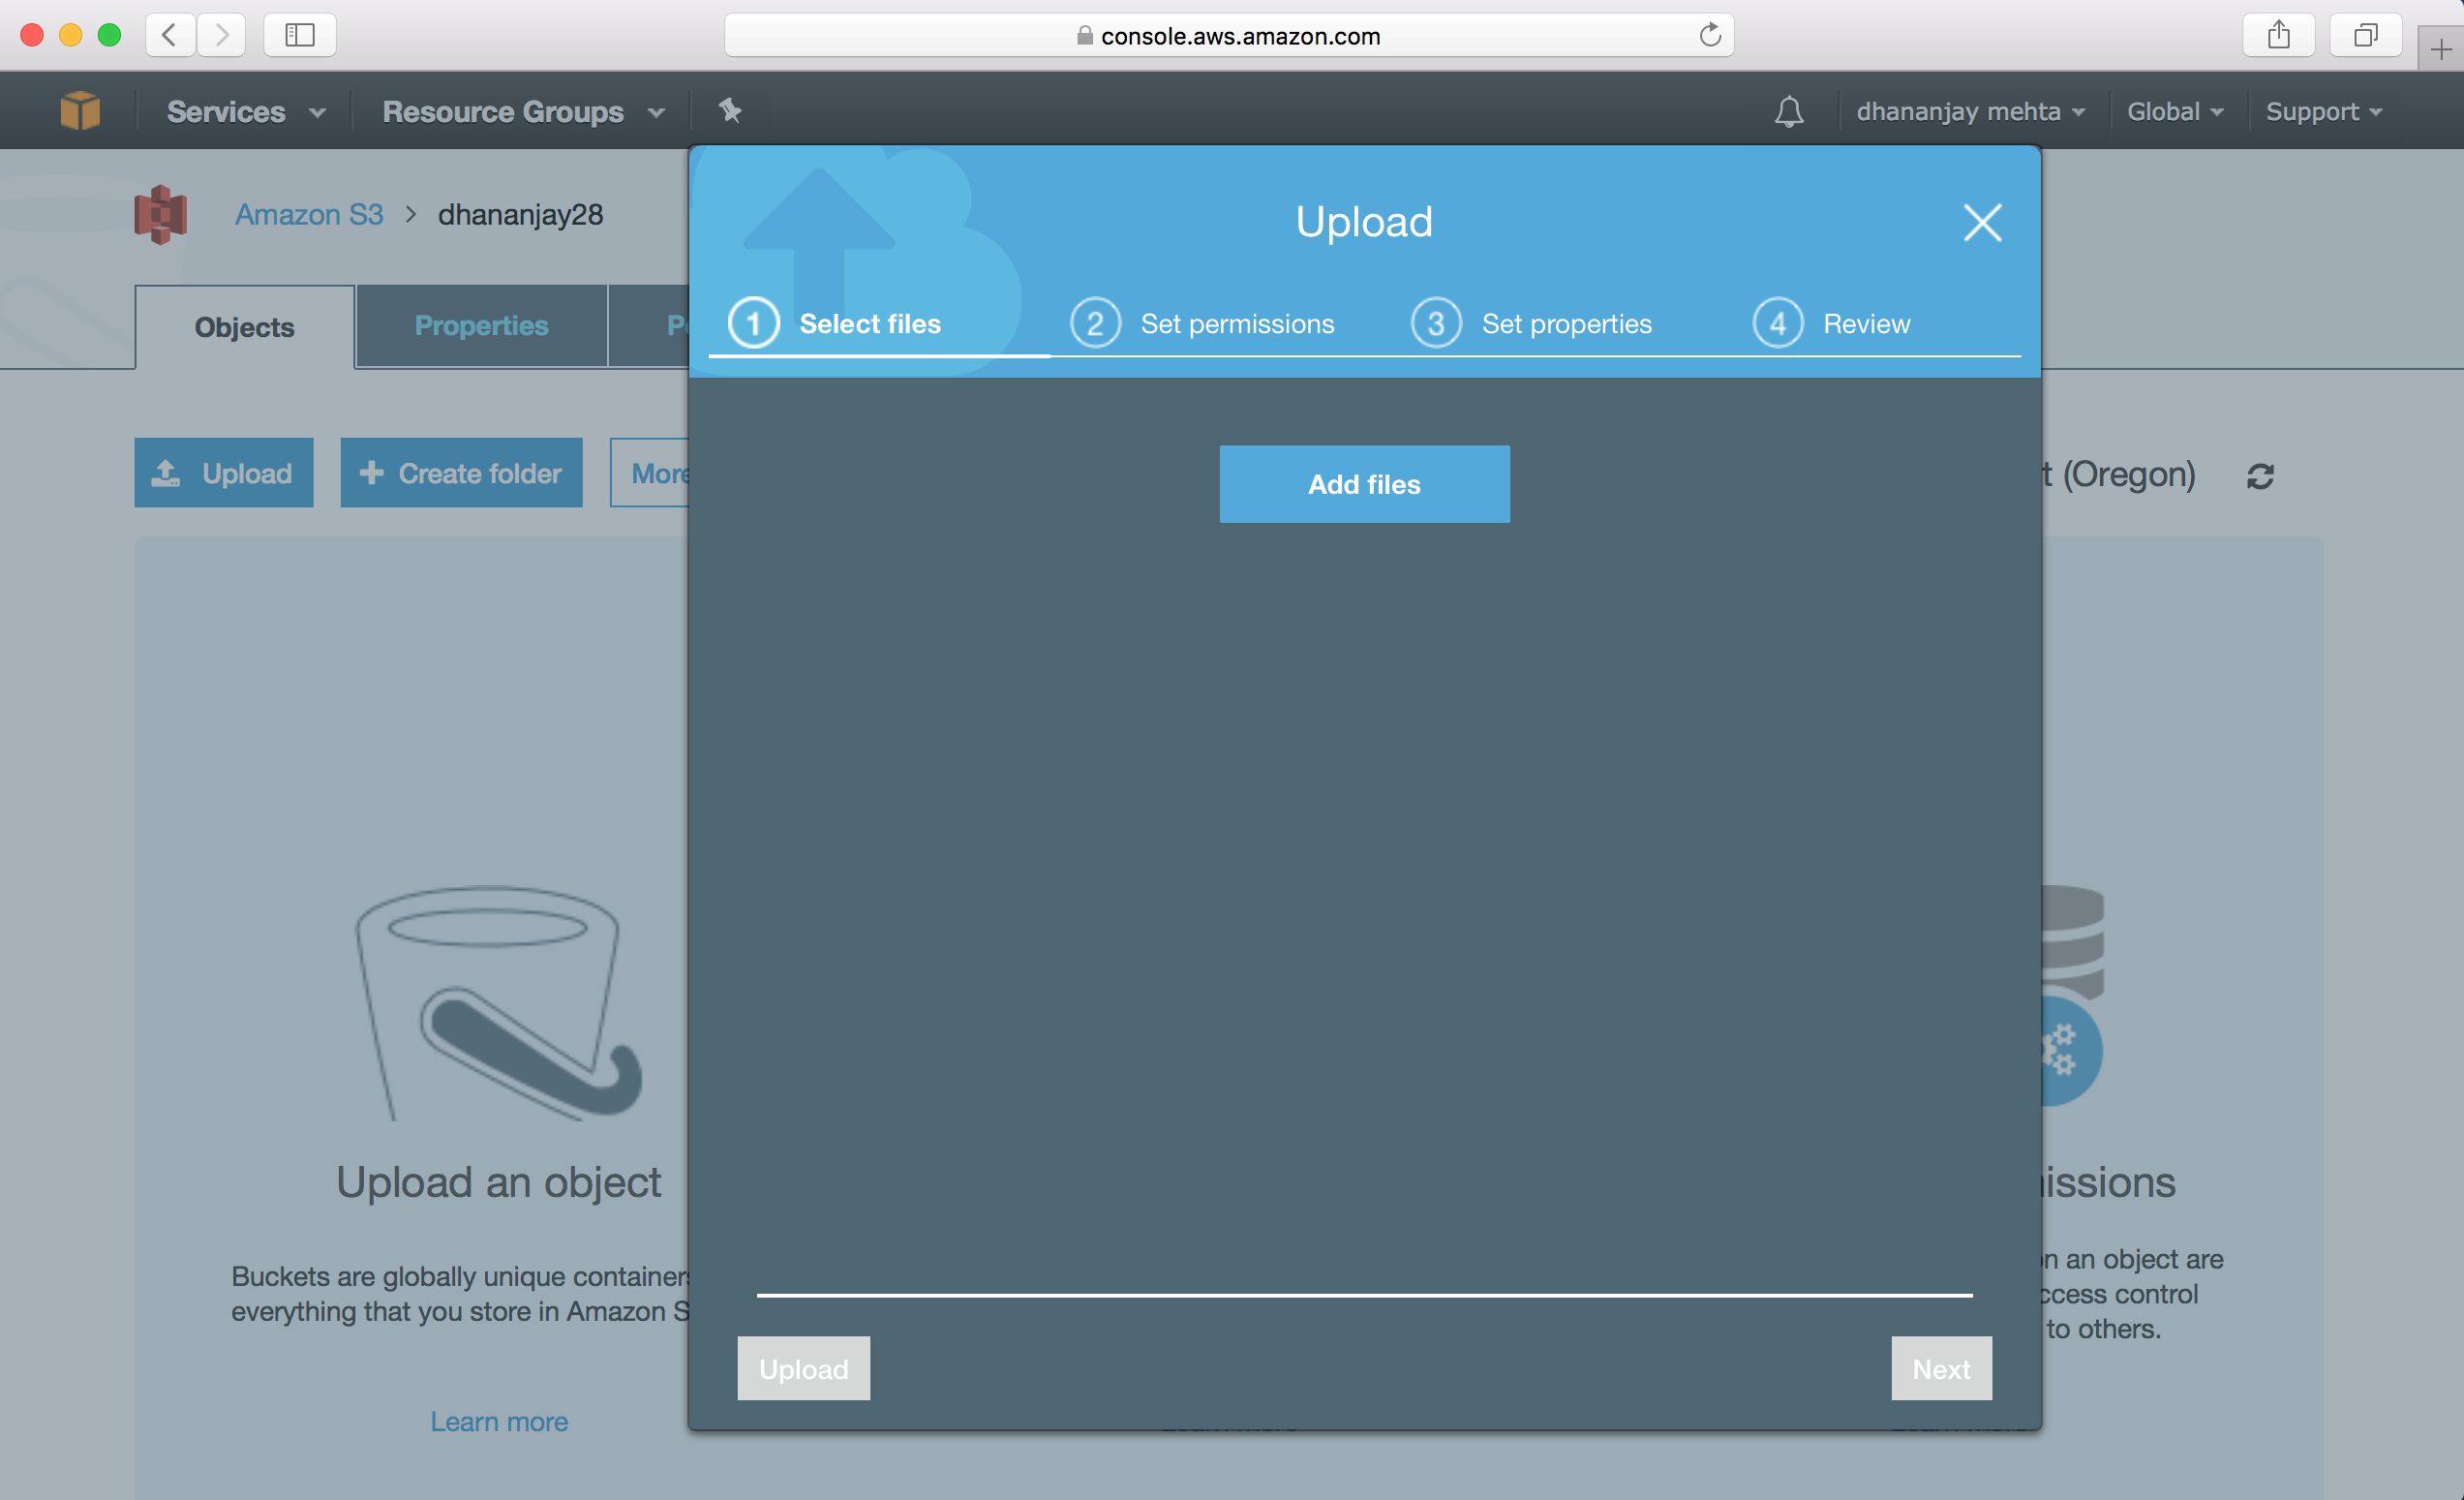 console.aws.amazon.com
Services
Resource Groups
dhananjay mehta
Global
Support
Amazon S3 > dhananjay28
Upload
Objects
Properties
1 Select files
2 Set permissions
3 Set properties
4 Review
Upload
Create folder
More
Add files
(Oregon)
Upload an object
Buckets are globally unique containers
everything that you store in Amazon S
Learn more
an object are
control
to others.
Upload
Next